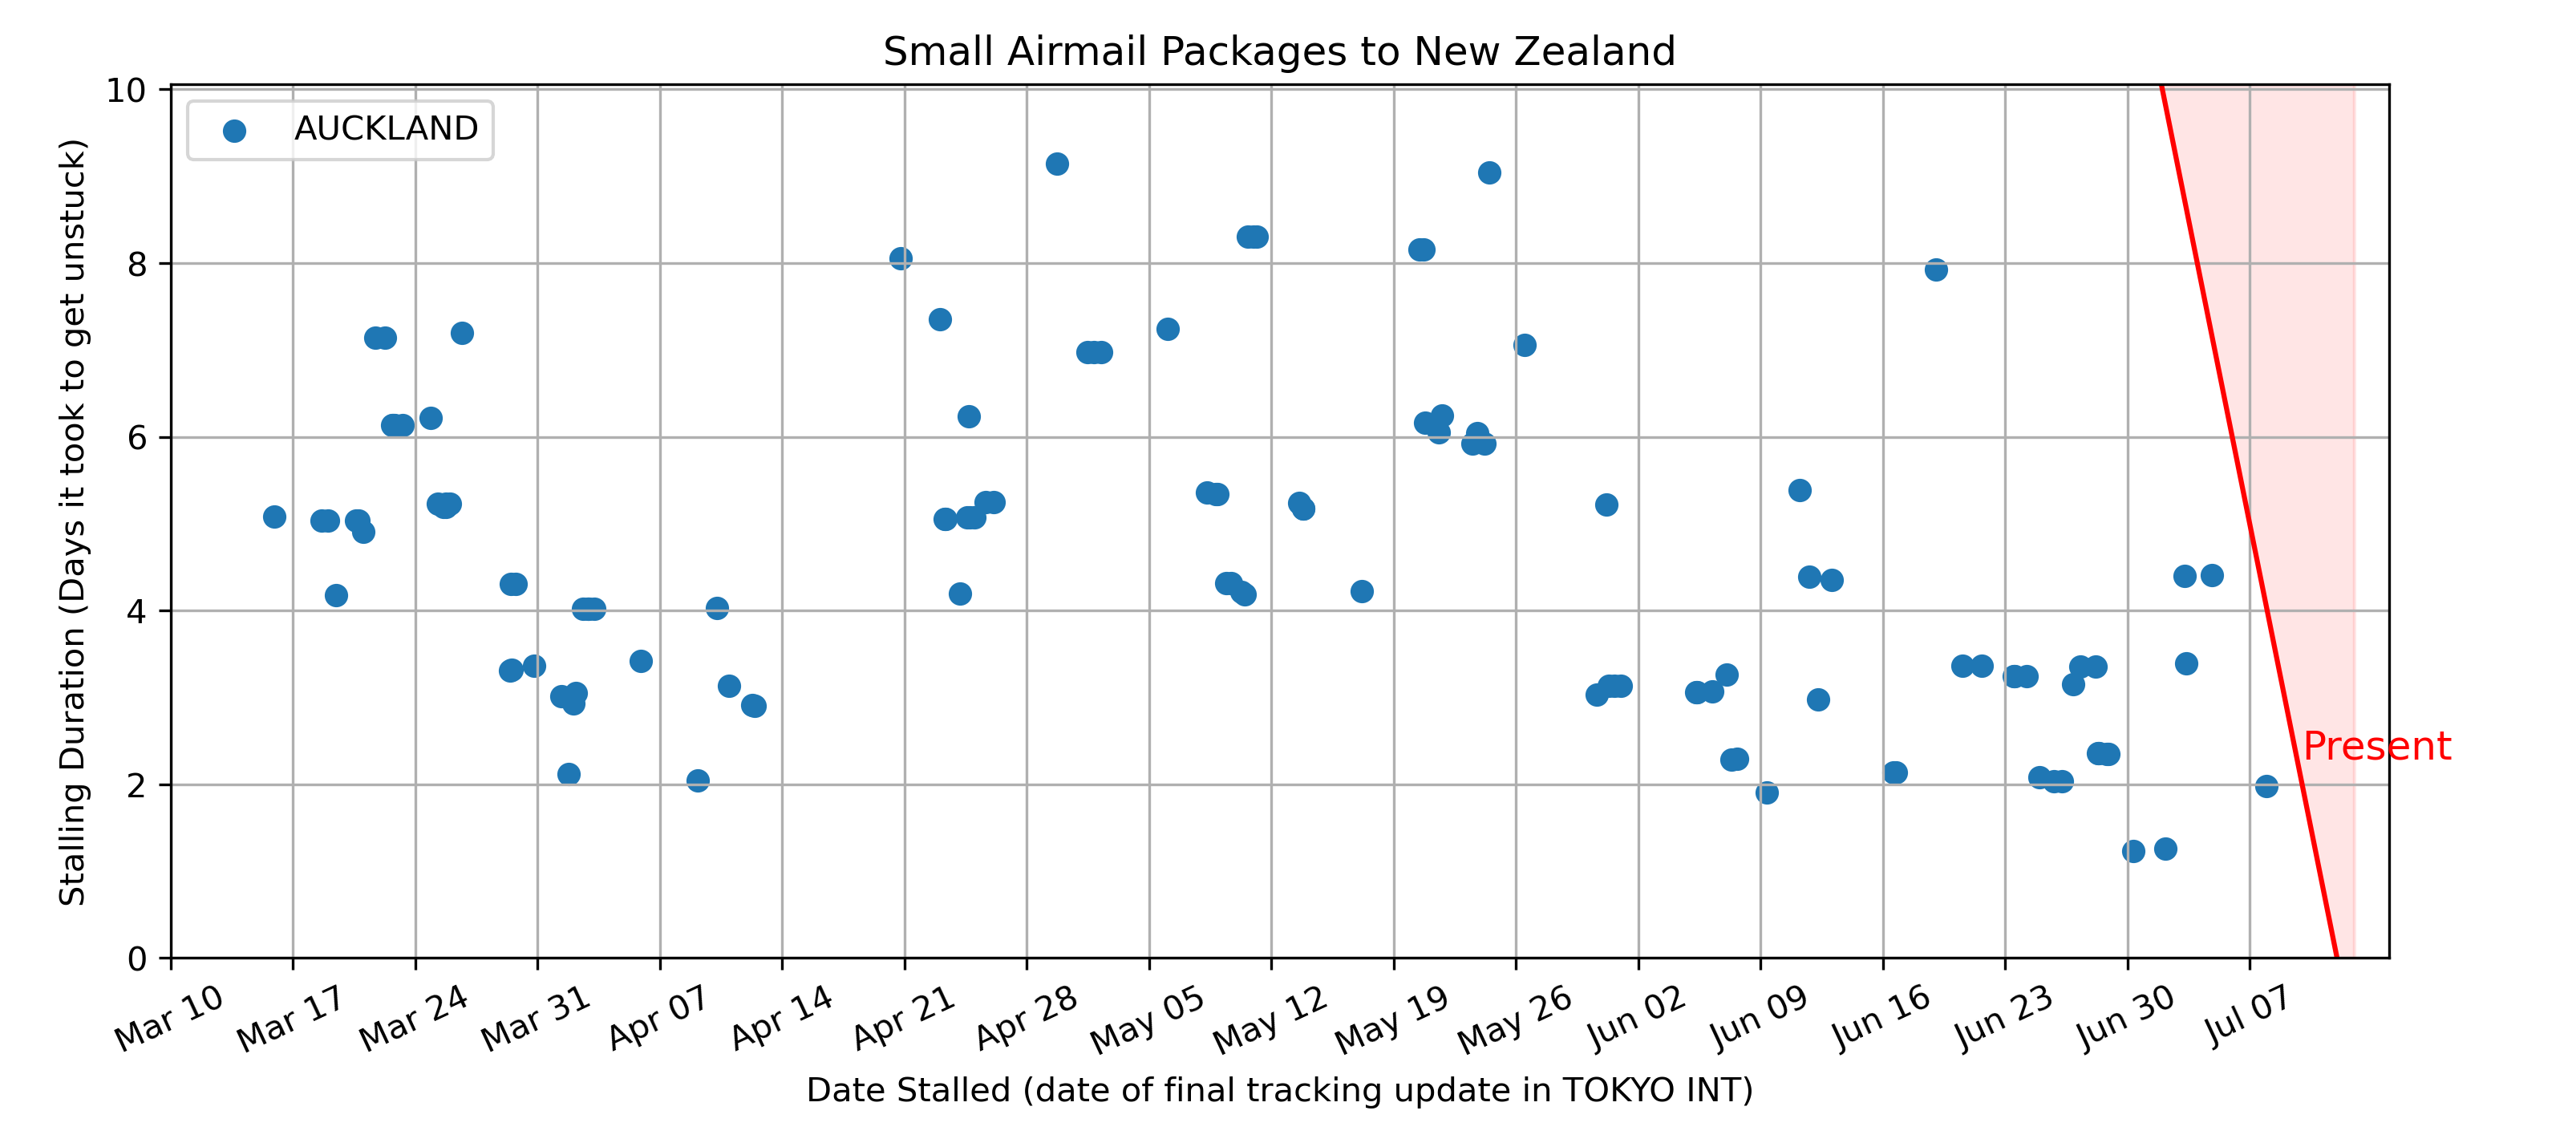 Small Airmail Packages to New Zealand
AUCKLAND
Stalling Duration (Days it took to get unstuck)
10
8
6
4
2
0
Present
Mar 10
Mar 17
Mar 24
Mar 31
Apr 07
Apr 14
Apr 21
Apr 28
May 05
May 12
May 19
May 26
Jun 02
Jun 09
Jun 16
Jun 23
Jun 30
Jul 07
Date Stalled (date of final tracking update in TOKYO INT)